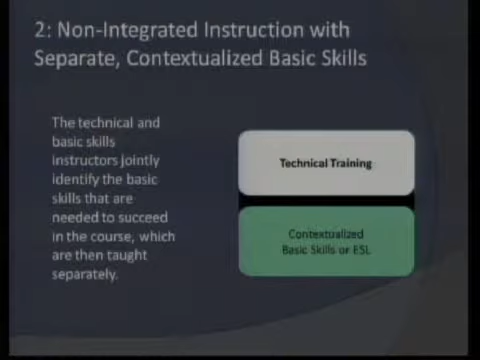 2: Non-Integrated Instruction with
Separate, Contextualized Basic Skills
The technical and
basic skills
instructors jointly
identify the basic
skills that are
needed to succeed
in the course, which
are then taught
separately.
Technical Training
Contextualized
Basic Skills or ESL